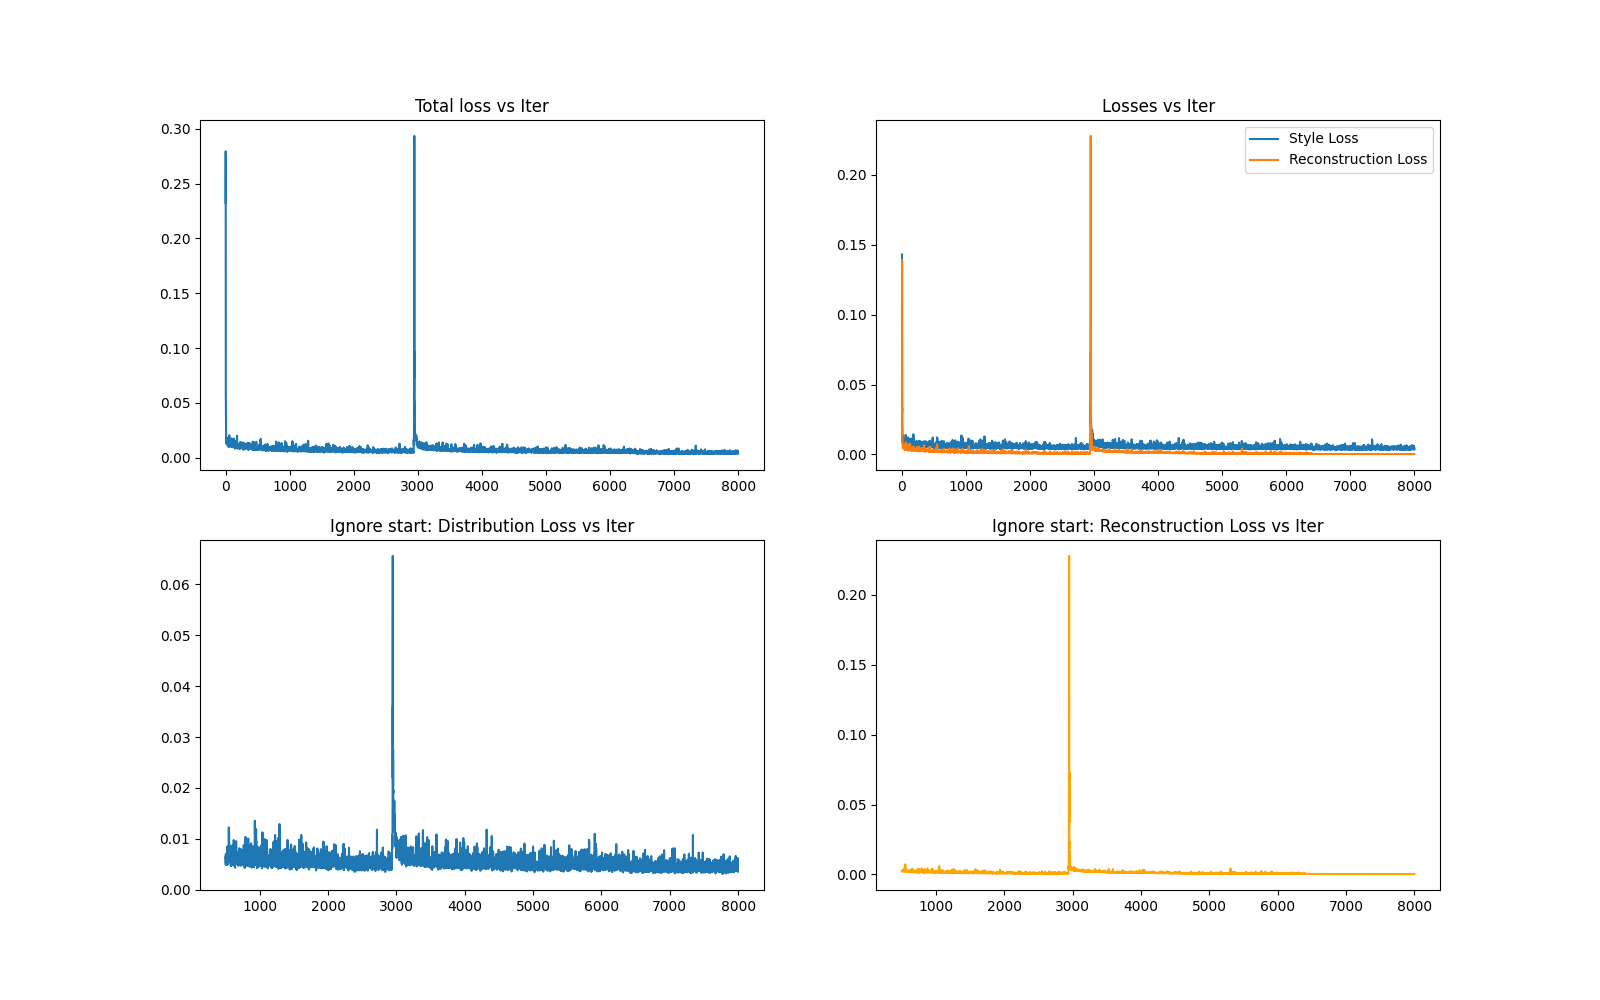 Total loss vs Iter
0.30
0.25
0.20
0.15
0.10
0.05
0.00
0 1000 2000 3000 4000 5000 6000 7000 8000
Losses vs Iter
Style Loss
Reconstruction Loss
0.20
0.15
0.10
0.05
0.00
0 1000 2000 3000 4000 5000 6000 7000 8000
Ignore start: Distribution Loss vs Iter
0.06
0.05
0.04
0.03
0.02
0.01
0.00
1000 2000 3000 4000 5000 6000 7000 8000
Ignore start: Reconstruction Loss vs Iter
0.20
0.15
0.10
0.05
0.00
1000 2000 3000 4000 5000 6000 7000 8000